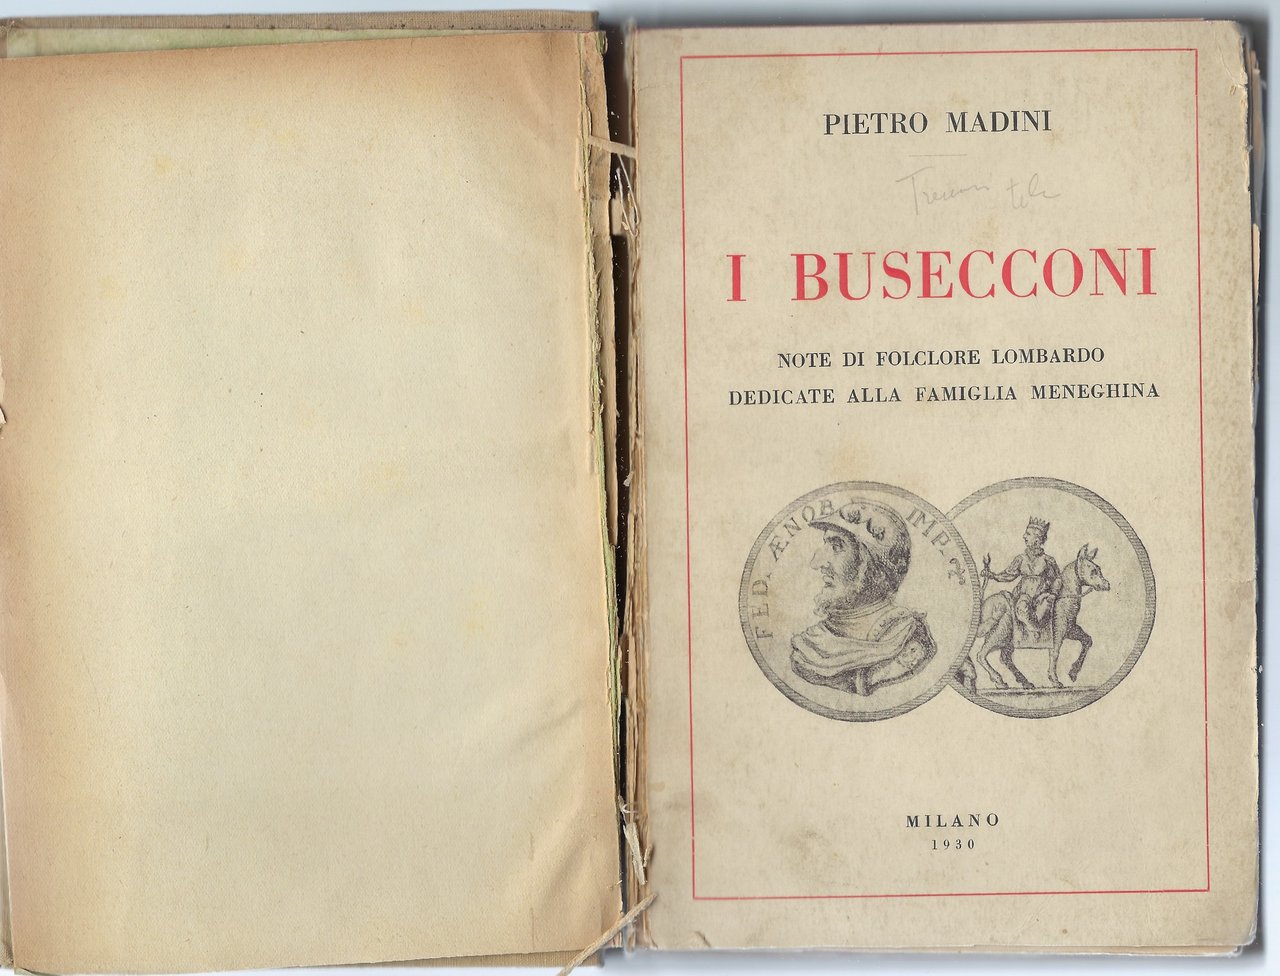 PIETRO MADINI
I BUSECCONI
NOTE DI FOLCLORE LOMBARDO
DEDICATE ALLA FAMIGLIA MENEGHINA
FED. ÆNOB IMP.
MILANO
1930